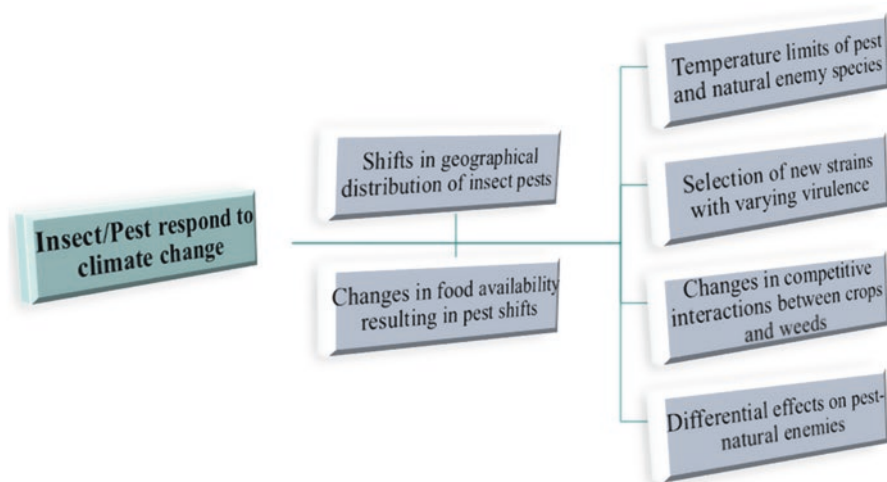 Insect/Pest respond to
climate change
Shifts in geographical
distribution of insect pests
Changes in food availability
resulting in pest shifts
Temperature limits of pest
and natural enemy species
Selection of new strains
with varying virulence
Changes in competitive
interactions between crops
and weeds
Differential effects on pest-
natural enemies